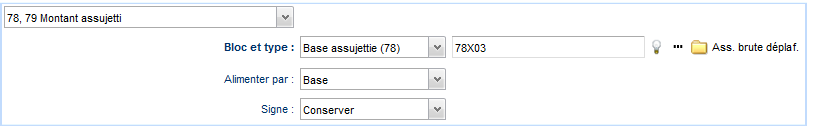 78, 79 Montant assujetti
Bloc et type : Base assujettie (78) 78X03 ... Ass. brute déplaf.
Alimenter par : Base
Signe : Conserver